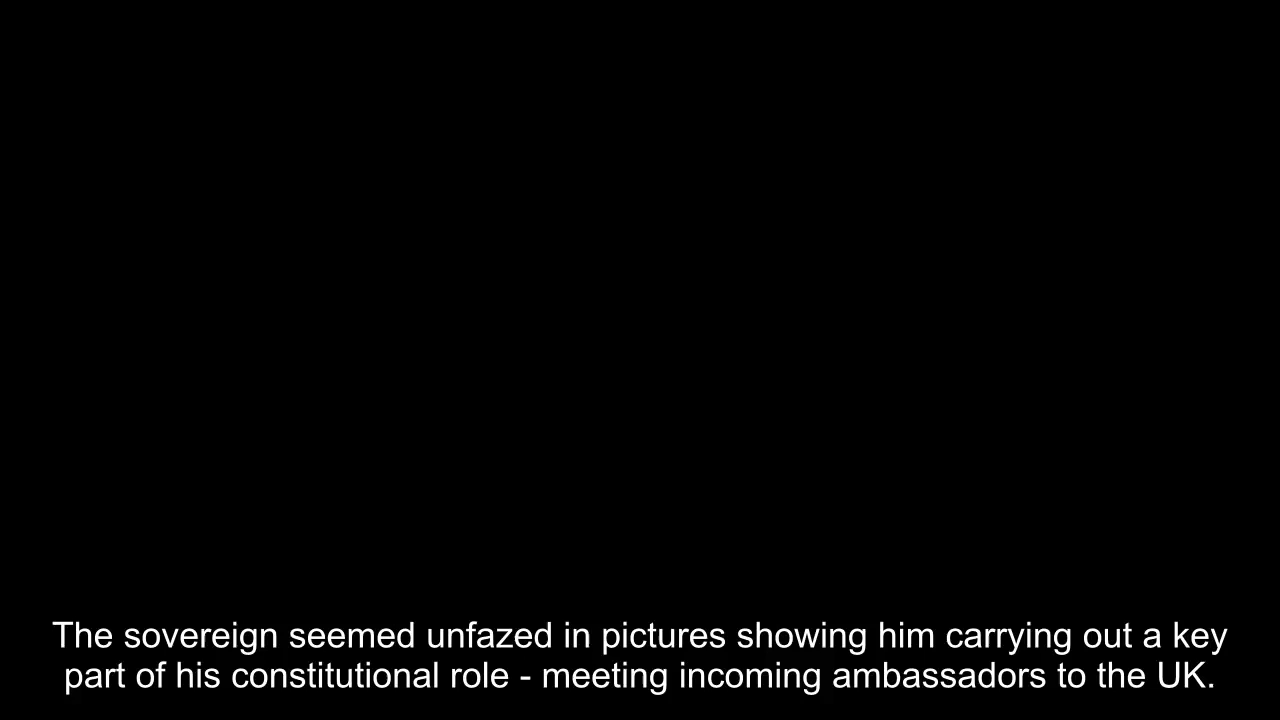 The sovereign seemed unfazed in pictures showing him carrying out a key
part of his constitutional role - meeting incoming ambassadors to the UK.